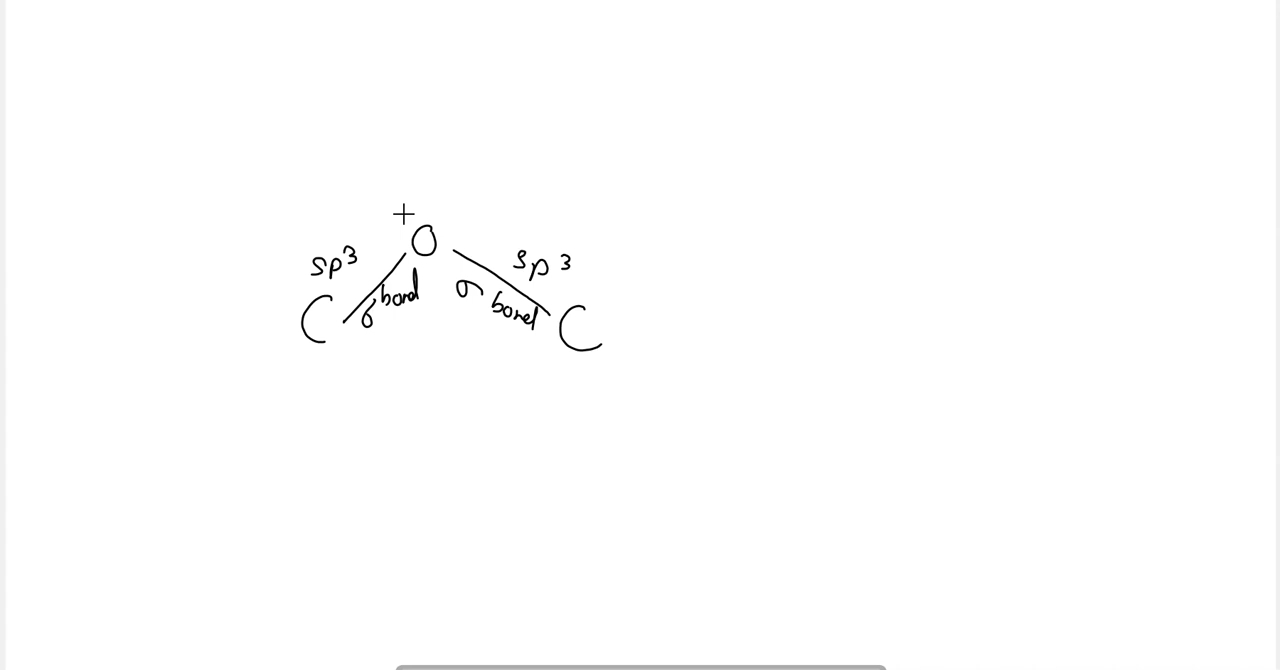 +
O
sp³
sp³
C
σ bond
σ bond
C